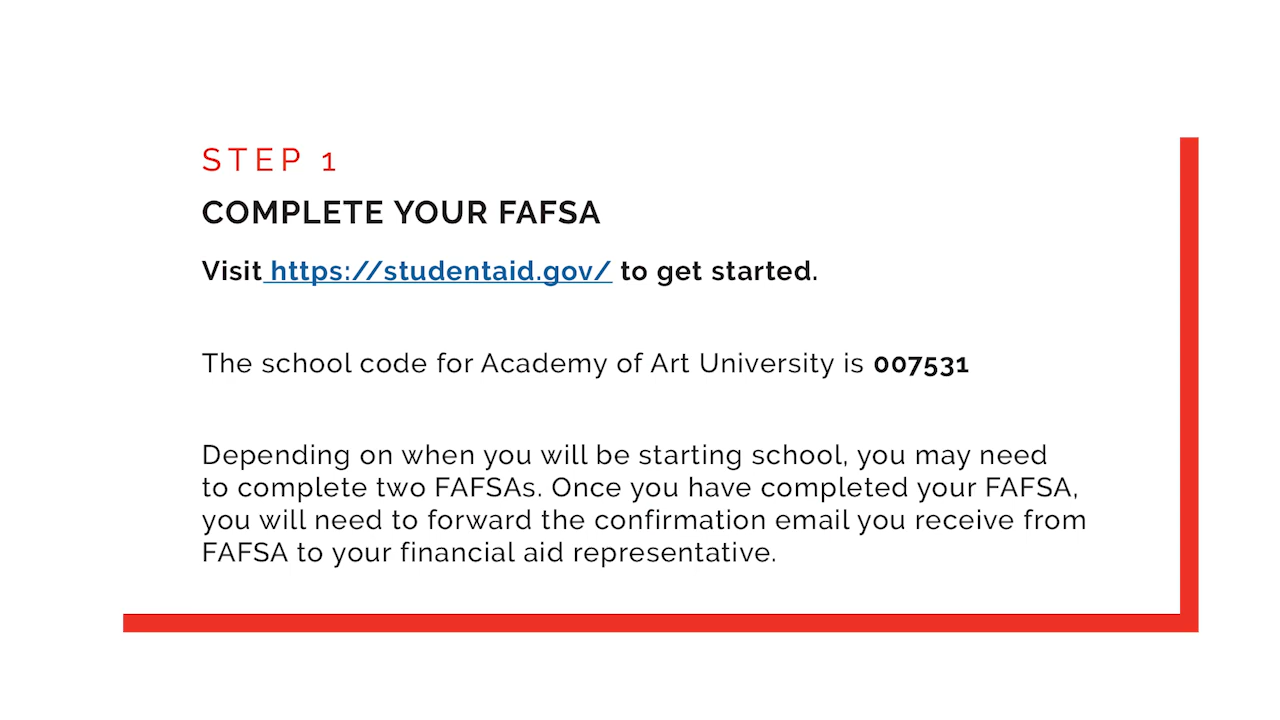 STEP 1
COMPLETE YOUR FAFSA
Visit https://studentaid.gov/ to get started.
The school code for Academy of Art University is 007531
Depending on when you will be starting school, you may need
to complete two FAFSAs. Once you have completed your FAFSA,
you will need to forward the confirmation email you receive from
FAFSA to your financial aid representative.